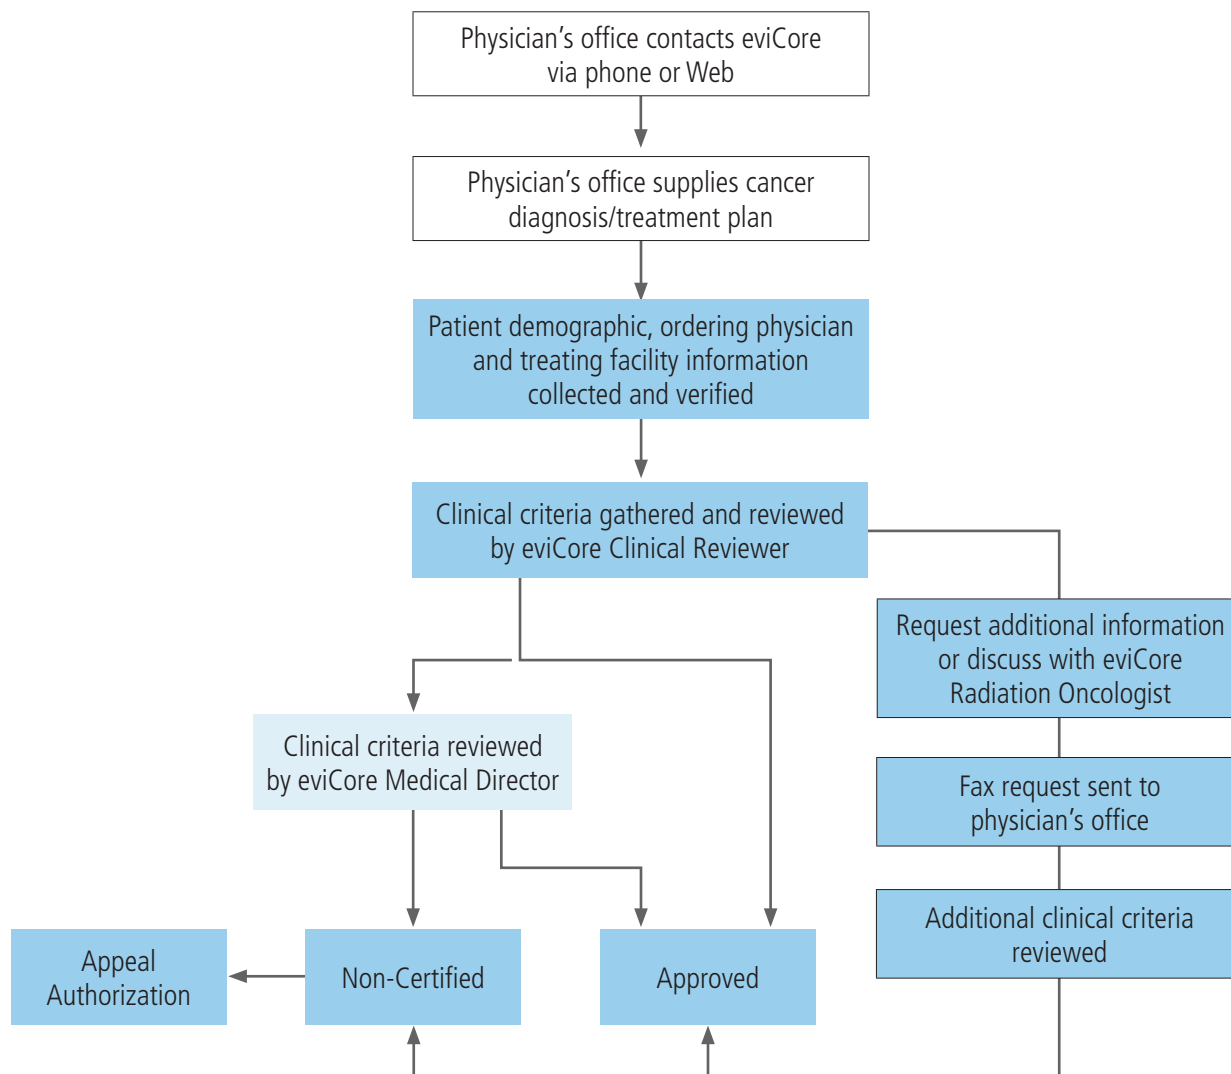 Physician’s office contacts eviCore
via phone or Web
Physician’s office supplies cancer
diagnosis/treatment plan
Patient demographic, ordering physician
and treating facility information
collected and verified
Clinical criteria gathered and reviewed
by eviCore Clinical Reviewer
Request additional information
or discuss with eviCore
Radiation Oncologist
Clinical criteria reviewed
by eviCore Medical Director
Fax request sent to
physician’s office
Additional clinical criteria
reviewed
Appeal
Authorization
Non-Certified
Approved